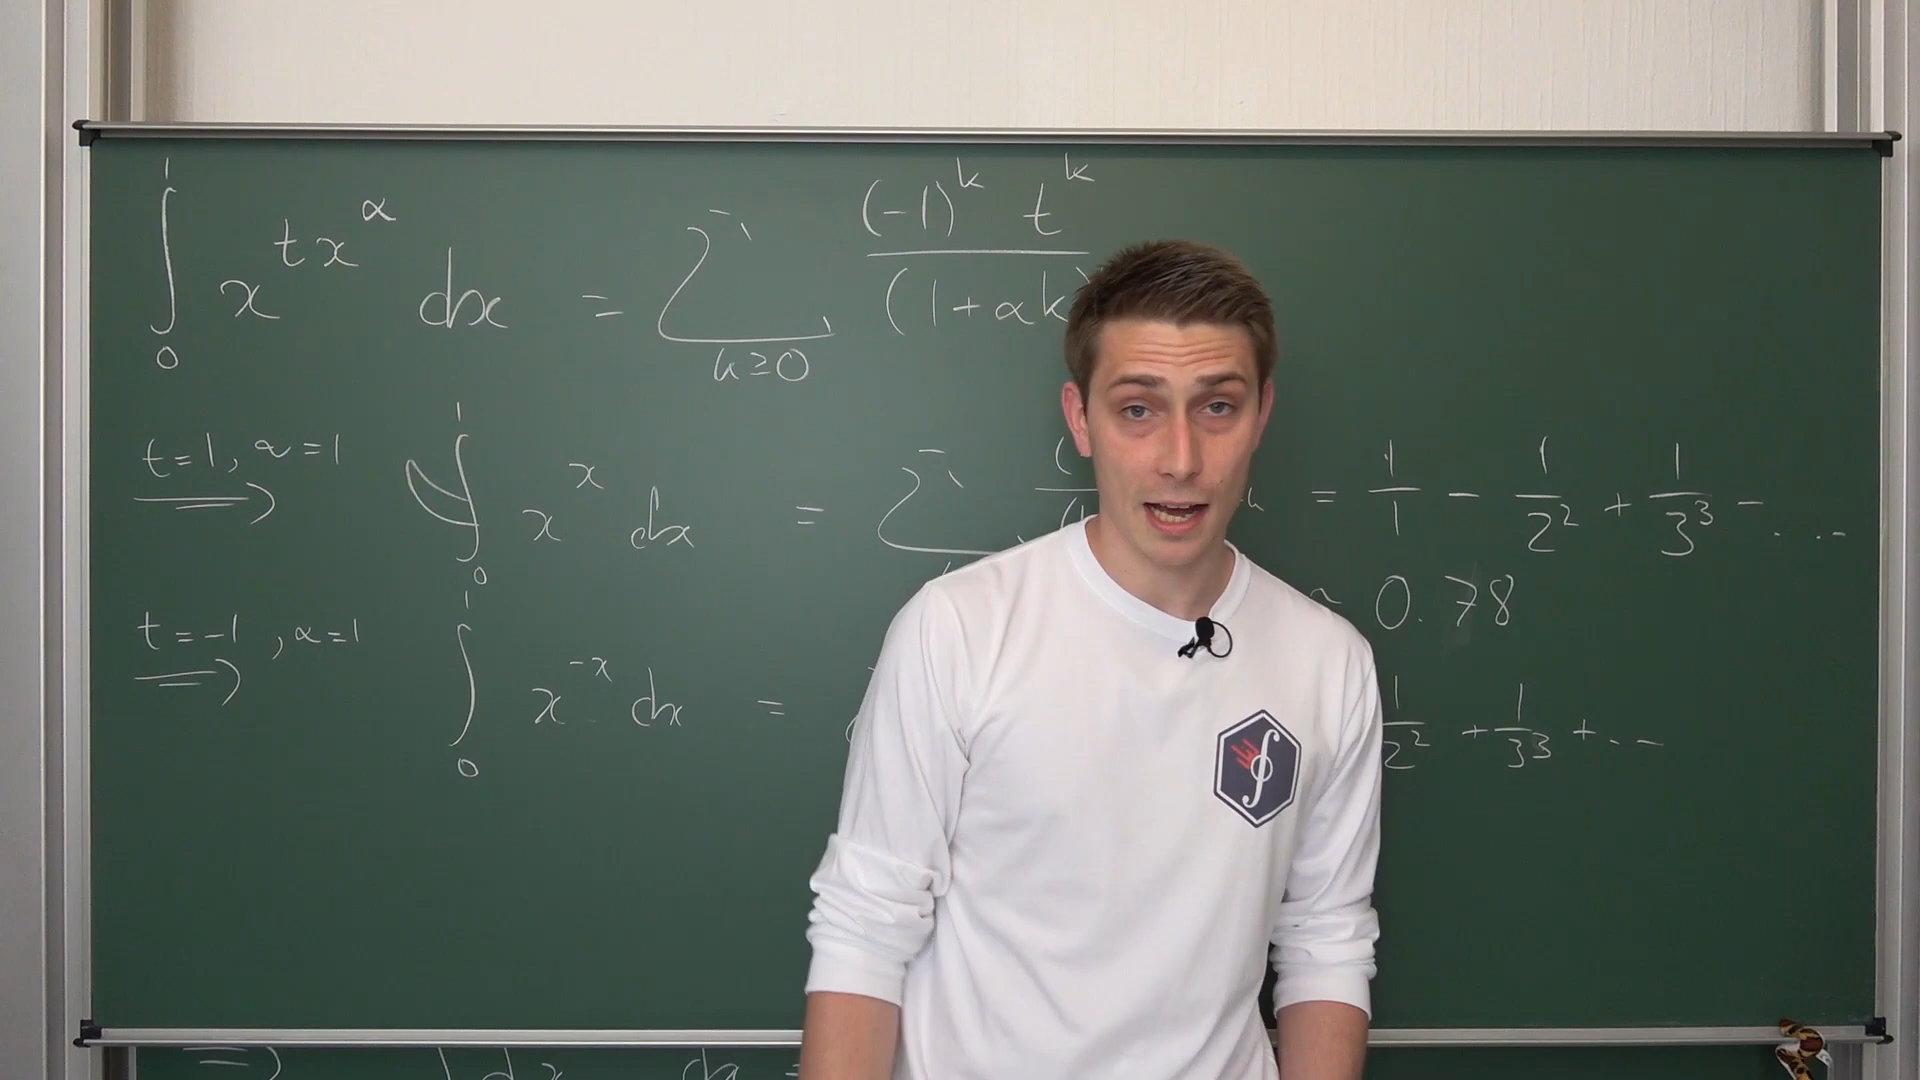 ∫₀¹ x^{tx^α} dx = Σ_{k≥0} (-1)^k t^k / (1+αk
t=1, α=1 ⟹ ∫₀¹ x^x dx = Σ = 1/1 - 1/2² + 1/3³ - ...
≈ 0.78
t=-1, α=1 ⟹ ∫₀¹ x^{-x} dx = 1/2² + 1/3³ + ...
⟹ dx =